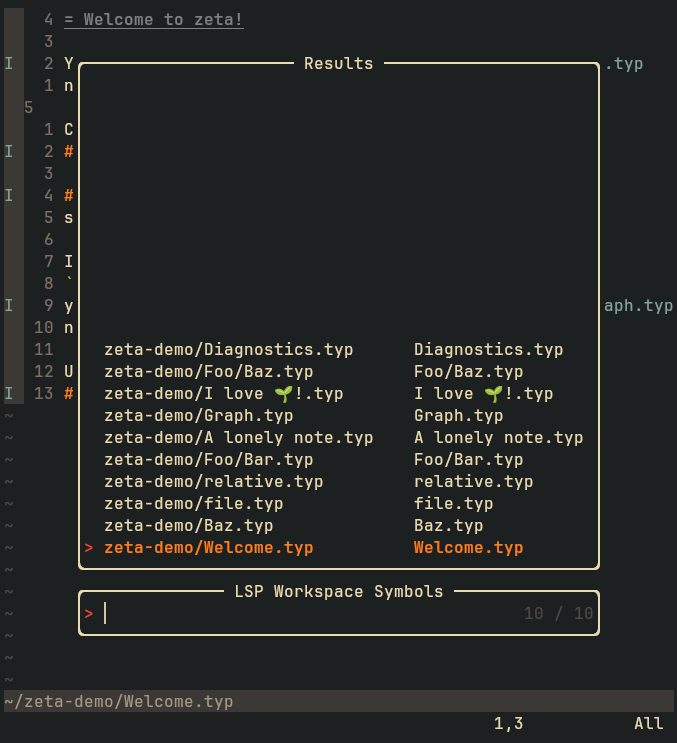 4 = Welcome to zeta!
3
I 2 Y .typ
Results
1 n
5
1 C
I 2 #
3
I 4 #
5 s
6
7 I
8 `
I 9 y aph.typ
10 n
11 zeta-demo/Diagnostics.typ Diagnostics.typ
12 U zeta-demo/Foo/Baz.typ Foo/Baz.typ
I 13 # zeta-demo/I love 🌱!.typ I love 🌱!.typ
~ zeta-demo/Graph.typ Graph.typ
~ zeta-demo/A lonely note.typ A lonely note.typ
~ zeta-demo/Foo/Bar.typ Foo/Bar.typ
~ zeta-demo/relative.typ relative.typ
~ zeta-demo/file.typ file.typ
~ zeta-demo/Baz.typ Baz.typ
~ > zeta-demo/Welcome.typ Welcome.typ
~
~ LSP Workspace Symbols
~ > 10 / 10
~
~
~
~/zeta-demo/Welcome.typ
1,3 All